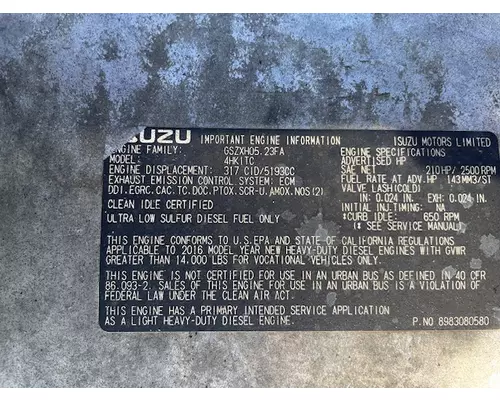 ISUZU IMPORTANT ENGINE INFORMATION ISUZU MOTORS LIMITED
ENGINE FAMILY: GSZXH05.23FA ENGINE SPECIFICATIONS
MODEL: 4HK1TC ADVERTISED HP
DISPLACEMENT: 317 CID/5193CC SAE NET 210HP/2500RPM
EXHAUST EMISSION CONTROL SYSTEM: ECM FUEL RATE AT ADV.HP 143MM3/ST
DDI.EGRC.CAC.TC.DOC.PTOX.SCR-U.AMOX.NOS(2) VALVE LASH(COLD)
IN: 0.024 IN. EXH: 0.024 IN.
CLEAN IDLE CERTIFIED INITIAL INJ.TIMING: NA
ULTRA LOW SULFUR DIESEL FUEL ONLY *CURB IDLE: 650 RPM
(* SEE SERVICE MANUAL)
THIS ENGINE CONFORMS TO U.S.EPA AND STATE OF CALIFORNIA REGULATIONS
APPLICABLE TO 2016 MODEL YEAR NEW HEAVY-DUTY DIESEL ENGINES WITH GVWR
GREATER THAN 14,000 LBS FOR VOCATIONAL VEHICLES ONLY.
THIS ENGINE IS NOT CERTIFIED FOR USE IN AN URBAN BUS AS DEFINED IN 40 CFR
86.093-2. SALES OF THIS ENGINE FOR USE IN AN URBAN BUS IS A VIOLATION OF
FEDERAL LAW UNDER THE CLEAN AIR ACT.
THIS ENGINE HAS A PRIMARY INTENDED SERVICE APPLICATION
AS A LIGHT HEAVY-DUTY DIESEL ENGINE. P.NO 8983080580